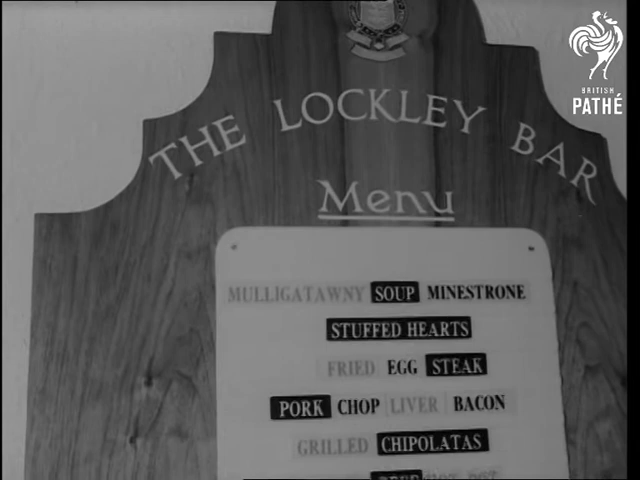 BRITISH
PATHÉ
THE LOCKLEY BAR
Menu
MULLIGATAWNY SOUP MINESTRONE
STUFFED HEARTS
FRIED EGG STEAK
PORK CHOP LIVER BACON
GRILLED CHIPOLATAS